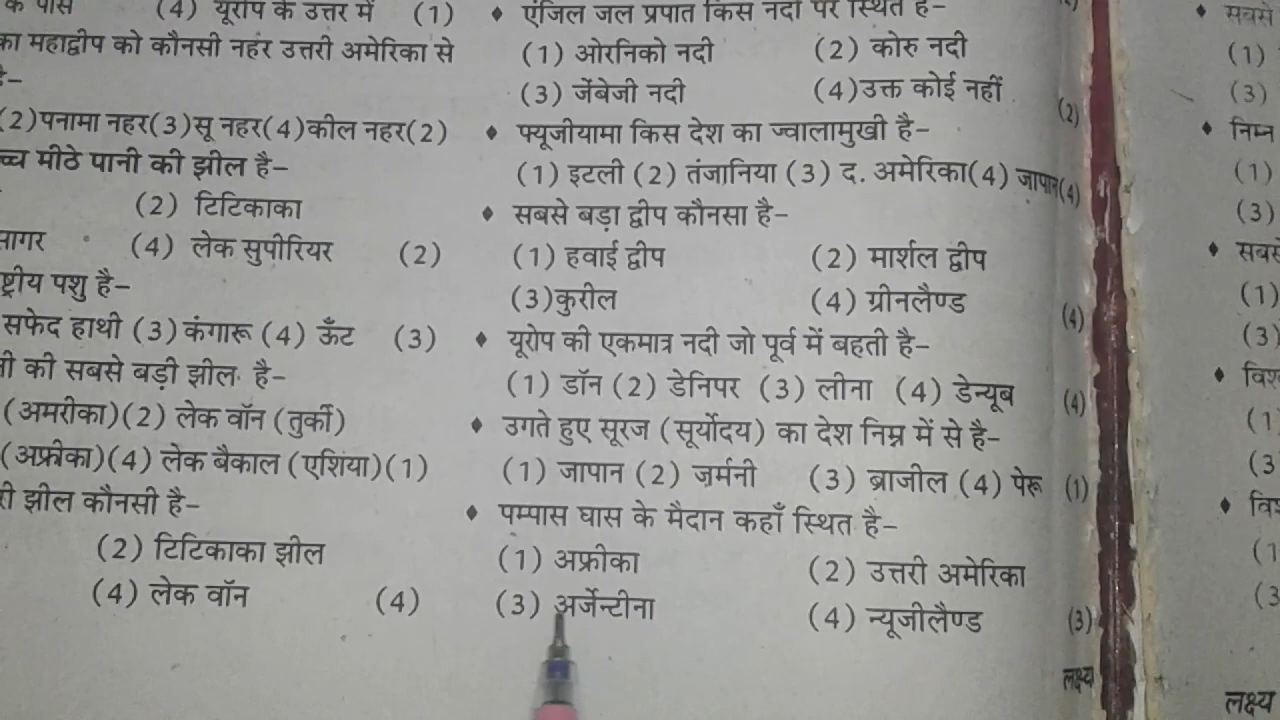 के पास (4) यूरोप के उत्तर में (1)
का महाद्वीप को कौनसी नहर उत्तरी अमेरिका से
है–
(2)पनामा नहर(3)सू नहर(4)कील नहर(2)
च्च मीठे पानी की झील है–
(2) टिटिकाका
सागर (4) लेक सुपीरियर (2)
ष्ट्रीय पशु है–
सफेद हाथी (3) कंगारू (4) ऊँट (3)
की सबसे बड़ी झील है–
(अमरीका)(2) लेक वॉन (तुर्की)
(अफ्रीका)(4) लेक बैकाल (एशिया)(1)
री झील कौनसी है–
(2) टिटिकाका झील
(4) लेक वॉन (4)
♦ एंजिल जल प्रपात किस नदी पर स्थित है–
(1) ओरनिको नदी (2) कोरु नदी
(3) जेंबेजी नदी (4)उक्त कोई नहीं (2)
♦ फ्यूजीयामा किस देश का ज्वालामुखी है–
(1) इटली (2) तंजानिया (3) द. अमेरिका(4) जापान(4)
♦ सबसे बड़ा द्वीप कौनसा है–
(1) हवाई द्वीप (2) मार्शल द्वीप
(3)कुरील (4) ग्रीनलैण्ड (4)
♦ यूरोप की एकमात्र नदी जो पूर्व में बहती है–
(1) डॉन (2) डेनिपर (3) लीना (4) डेन्यूब (4)
♦ उगते हुए सूरज (सूर्योदय) का देश निम्न में से है–
(1) जापान (2) जर्मनी (3) ब्राजील (4) पेरू (1)
♦ पम्पास घास के मैदान कहाँ स्थित है–
(1) अफ्रीका (2) उत्तरी अमेरिका
(3) अर्जेन्टीना (4) न्यूजीलैण्ड (3)
लक्ष्य
♦ सबसे
(1)
(3)
♦ निम्न
(1)
(3)
♦ सबसे
(1)
(3)
♦ विश्व
(1)
(3
♦ विश
(1
(3
लक्ष्य